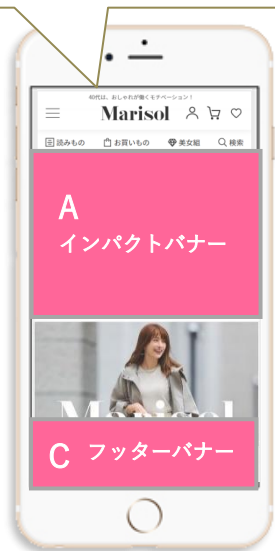 40代は、おしゃれが働くモチベーション！
Marisol
読みもの お買いもの 美女組 検索
A
インパクトバナー
Marisol
C フッターバナー